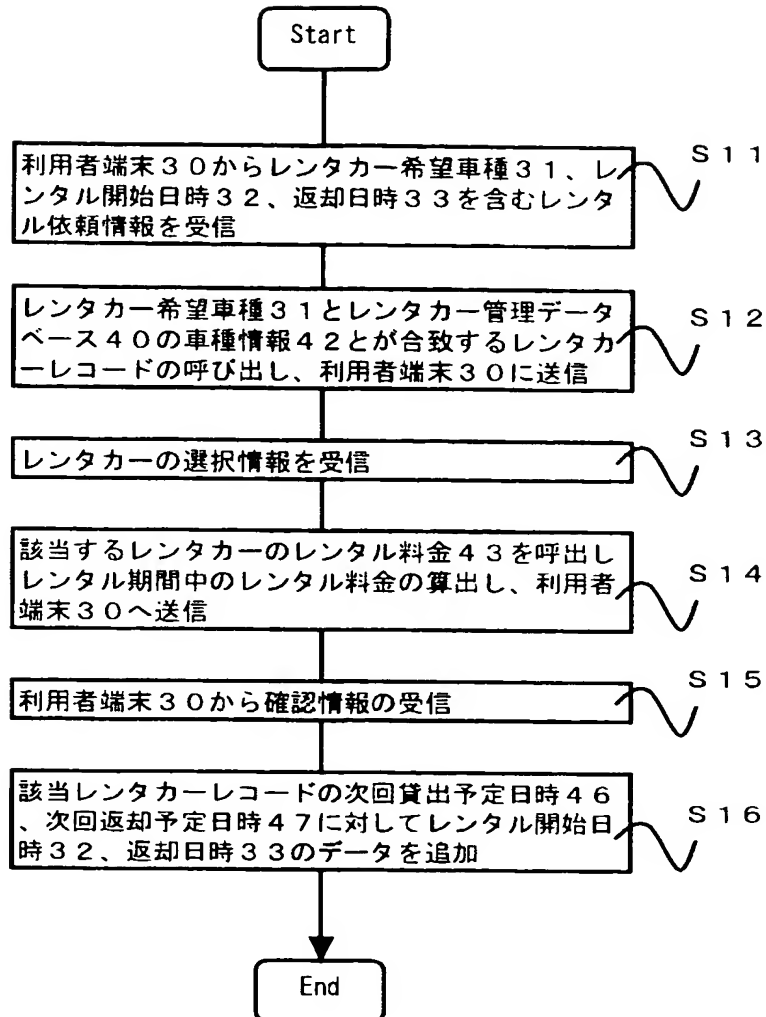 Start
S11
利用者端末30からレンタカー希望車種31、レ
ンタル開始日時32、返却日時33を含むレンタ
ル依頼情報を受信
S12
レンタカー希望車種31とレンタカー管理データ
ベース40の車種情報42とが合致するレンタカ
ーレコードの呼び出し、利用者端末30に送信
S13
レンタカーの選択情報を受信
S14
該当するレンタカーのレンタル料金43を呼出し
レンタル期間中のレンタル料金の算出し、利用者
端末30へ送信
S15
利用者端末30から確認情報の受信
S16
該当レンタカーレコードの次回貸出予定日時46
、次回返却予定日時47に対してレンタル開始日
時32、返却日時33のデータを追加
End